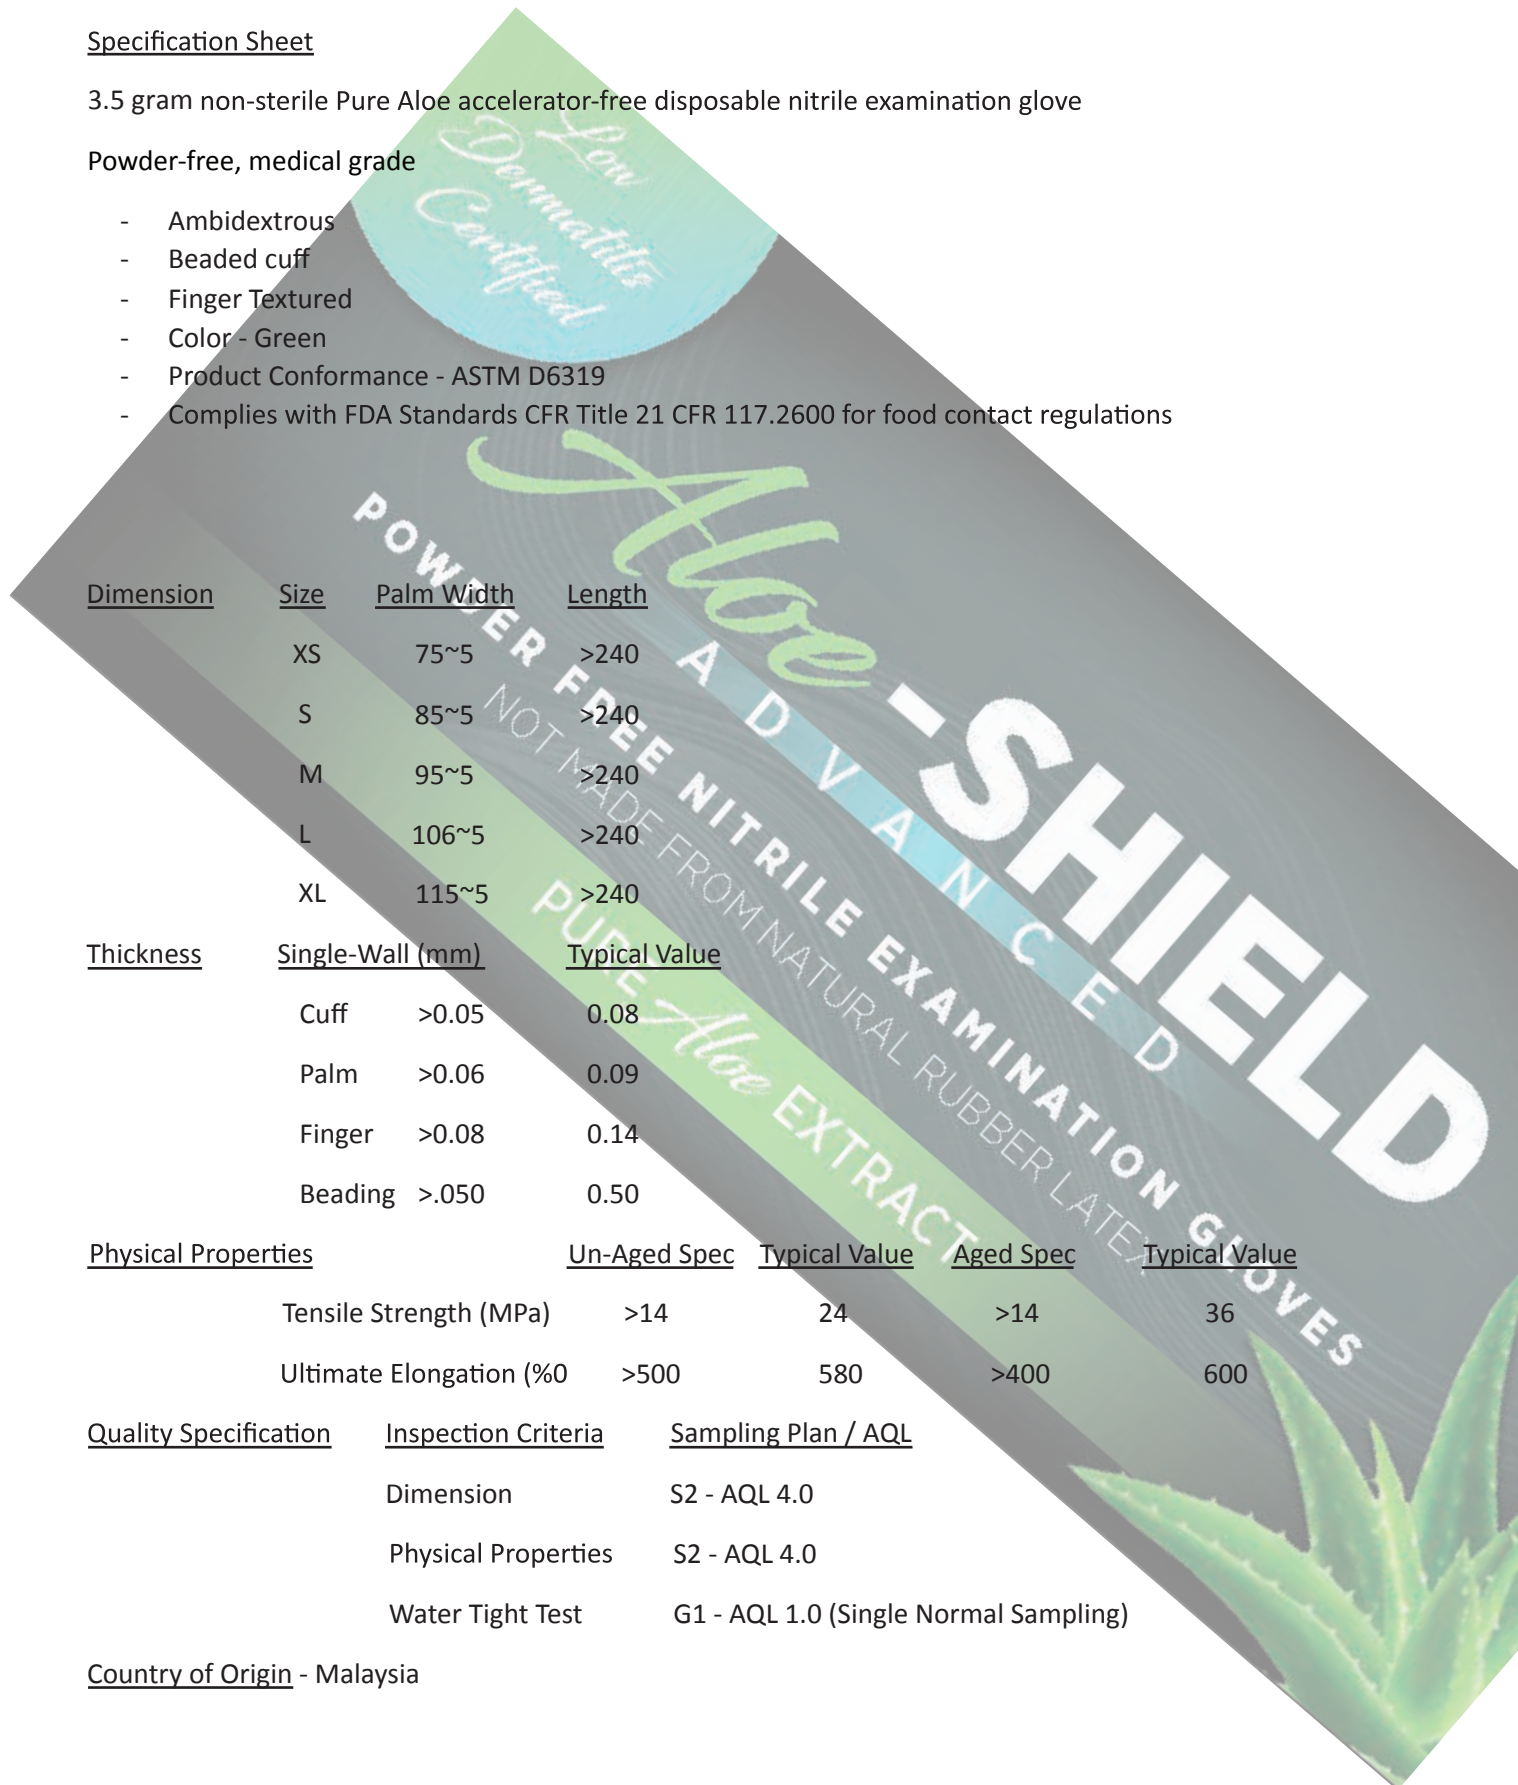 Specification Sheet
3.5 gram non-sterile Pure Aloe accelerator-free disposable nitrile examination glove
Powder-free, medical grade
- Ambidextrous
- Beaded cuff
- Finger Textured
- Color - Green
- Product Conformance - ASTM D6319
- Complies with FDA Standards CFR Title 21 CFR 117.2600 for food contact regulations
Low
Dermatitis
Certified
Aloe-SHIELD
ADVANCED
POWDER FREE NITRILE EXAMINATION GLOVES
NOT MADE FROM NATURAL RUBBER LATEX
PURE Aloe EXTRACT
Dimension Size Palm Width Length
XS 75~5 >240
S 85~5 >240
M 95~5 >240
L 106~5 >240
XL 115~5 >240
Thickness Single-Wall (mm) Typical Value
Cuff >0.05 0.08
Palm >0.06 0.09
Finger >0.08 0.14
Beading >.050 0.50
Physical Properties Un-Aged Spec Typical Value Aged Spec Typical Value
Tensile Strength (MPa) >14 24 >14 36
Ultimate Elongation (%0 >500 580 >400 600
Quality Specification Inspection Criteria Sampling Plan / AQL
Dimension S2 - AQL 4.0
Physical Properties S2 - AQL 4.0
Water Tight Test G1 - AQL 1.0 (Single Normal Sampling)
Country of Origin - Malaysia